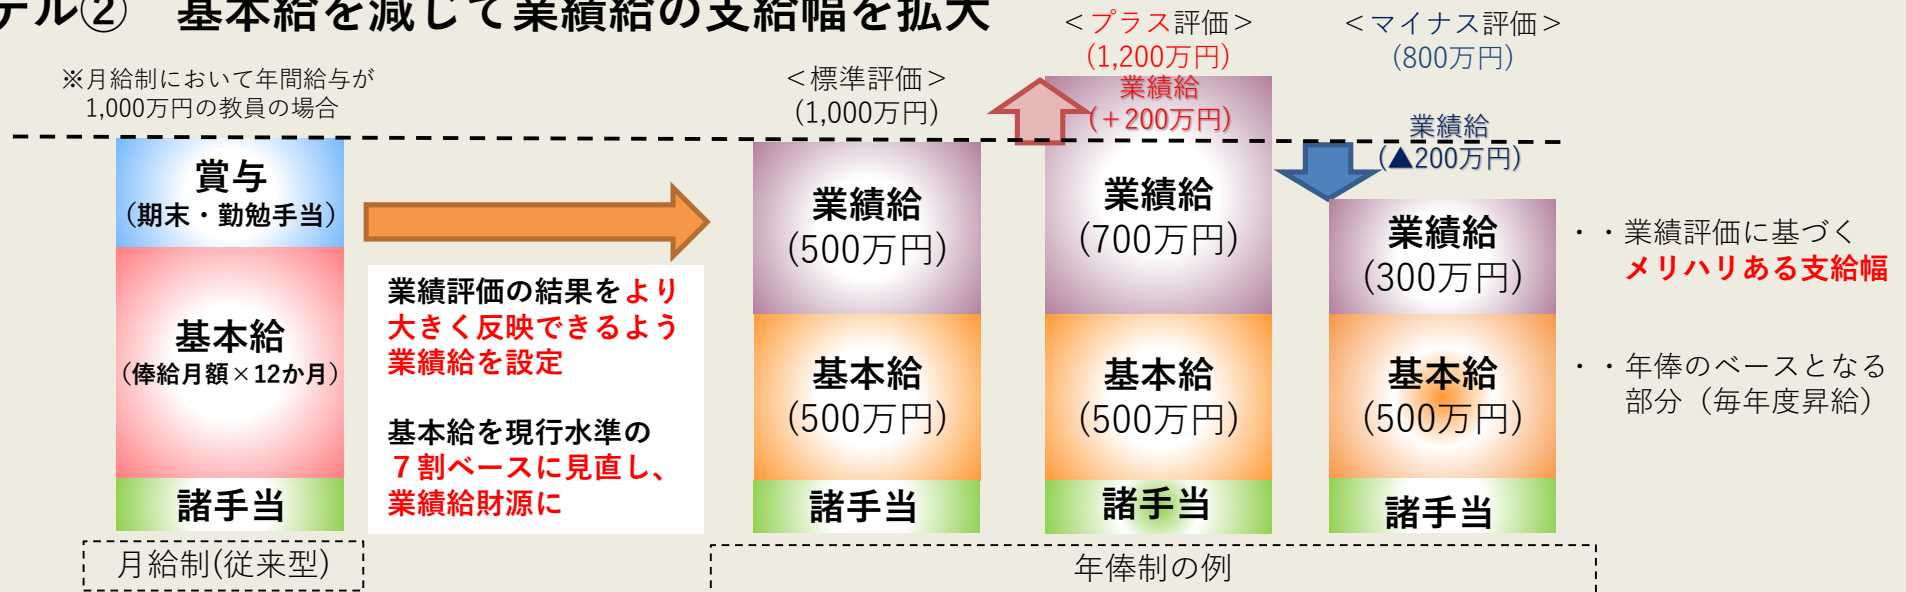 デル② 基本給を減じて業績給の支給幅を拡大
※月給制において年間給与が
1,000万円の教員の場合
賞与
(期末・勤勉手当)
基本給
(俸給月額×12か月)
諸手当
月給制(従来型)
業績評価の結果をより
大きく反映できるよう
業績給を設定
基本給を現行水準の
７割ベースに見直し、
業績給財源に
＜標準評価＞
(1,000万円)
業績給
(500万円)
基本給
(500万円)
諸手当
＜プラス評価＞
(1,200万円)
業績給
(＋200万円)
業績給
(700万円)
基本給
(500万円)
諸手当
＜マイナス評価＞
(800万円)
業績給
(▲200万円)
業績給
(300万円)
基本給
(500万円)
諸手当
年俸制の例
・・業績評価に基づく
メリハリある支給幅
・・年俸のベースとなる
部分（毎年度昇給）